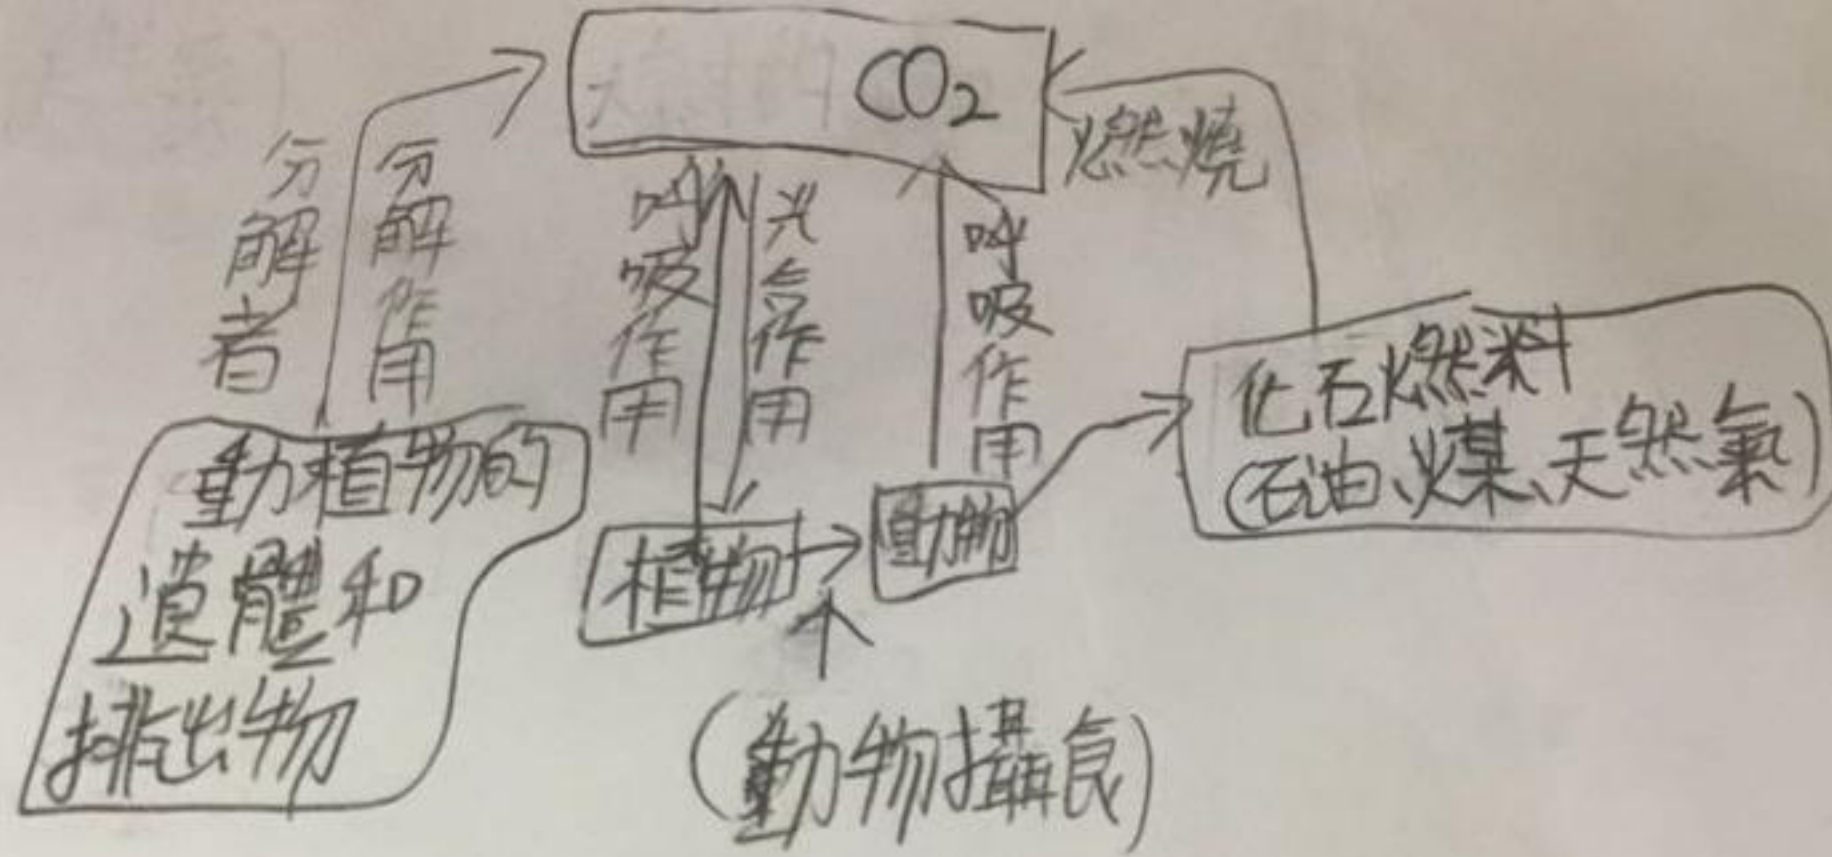 CO₂
燃燒
分解者
分解作用
呼吸作用
光合作用
呼吸作用
化石燃料
(石油、煤、天然氣)
動植物的
遺體和
排出物
植物
動物
(動物攝食)